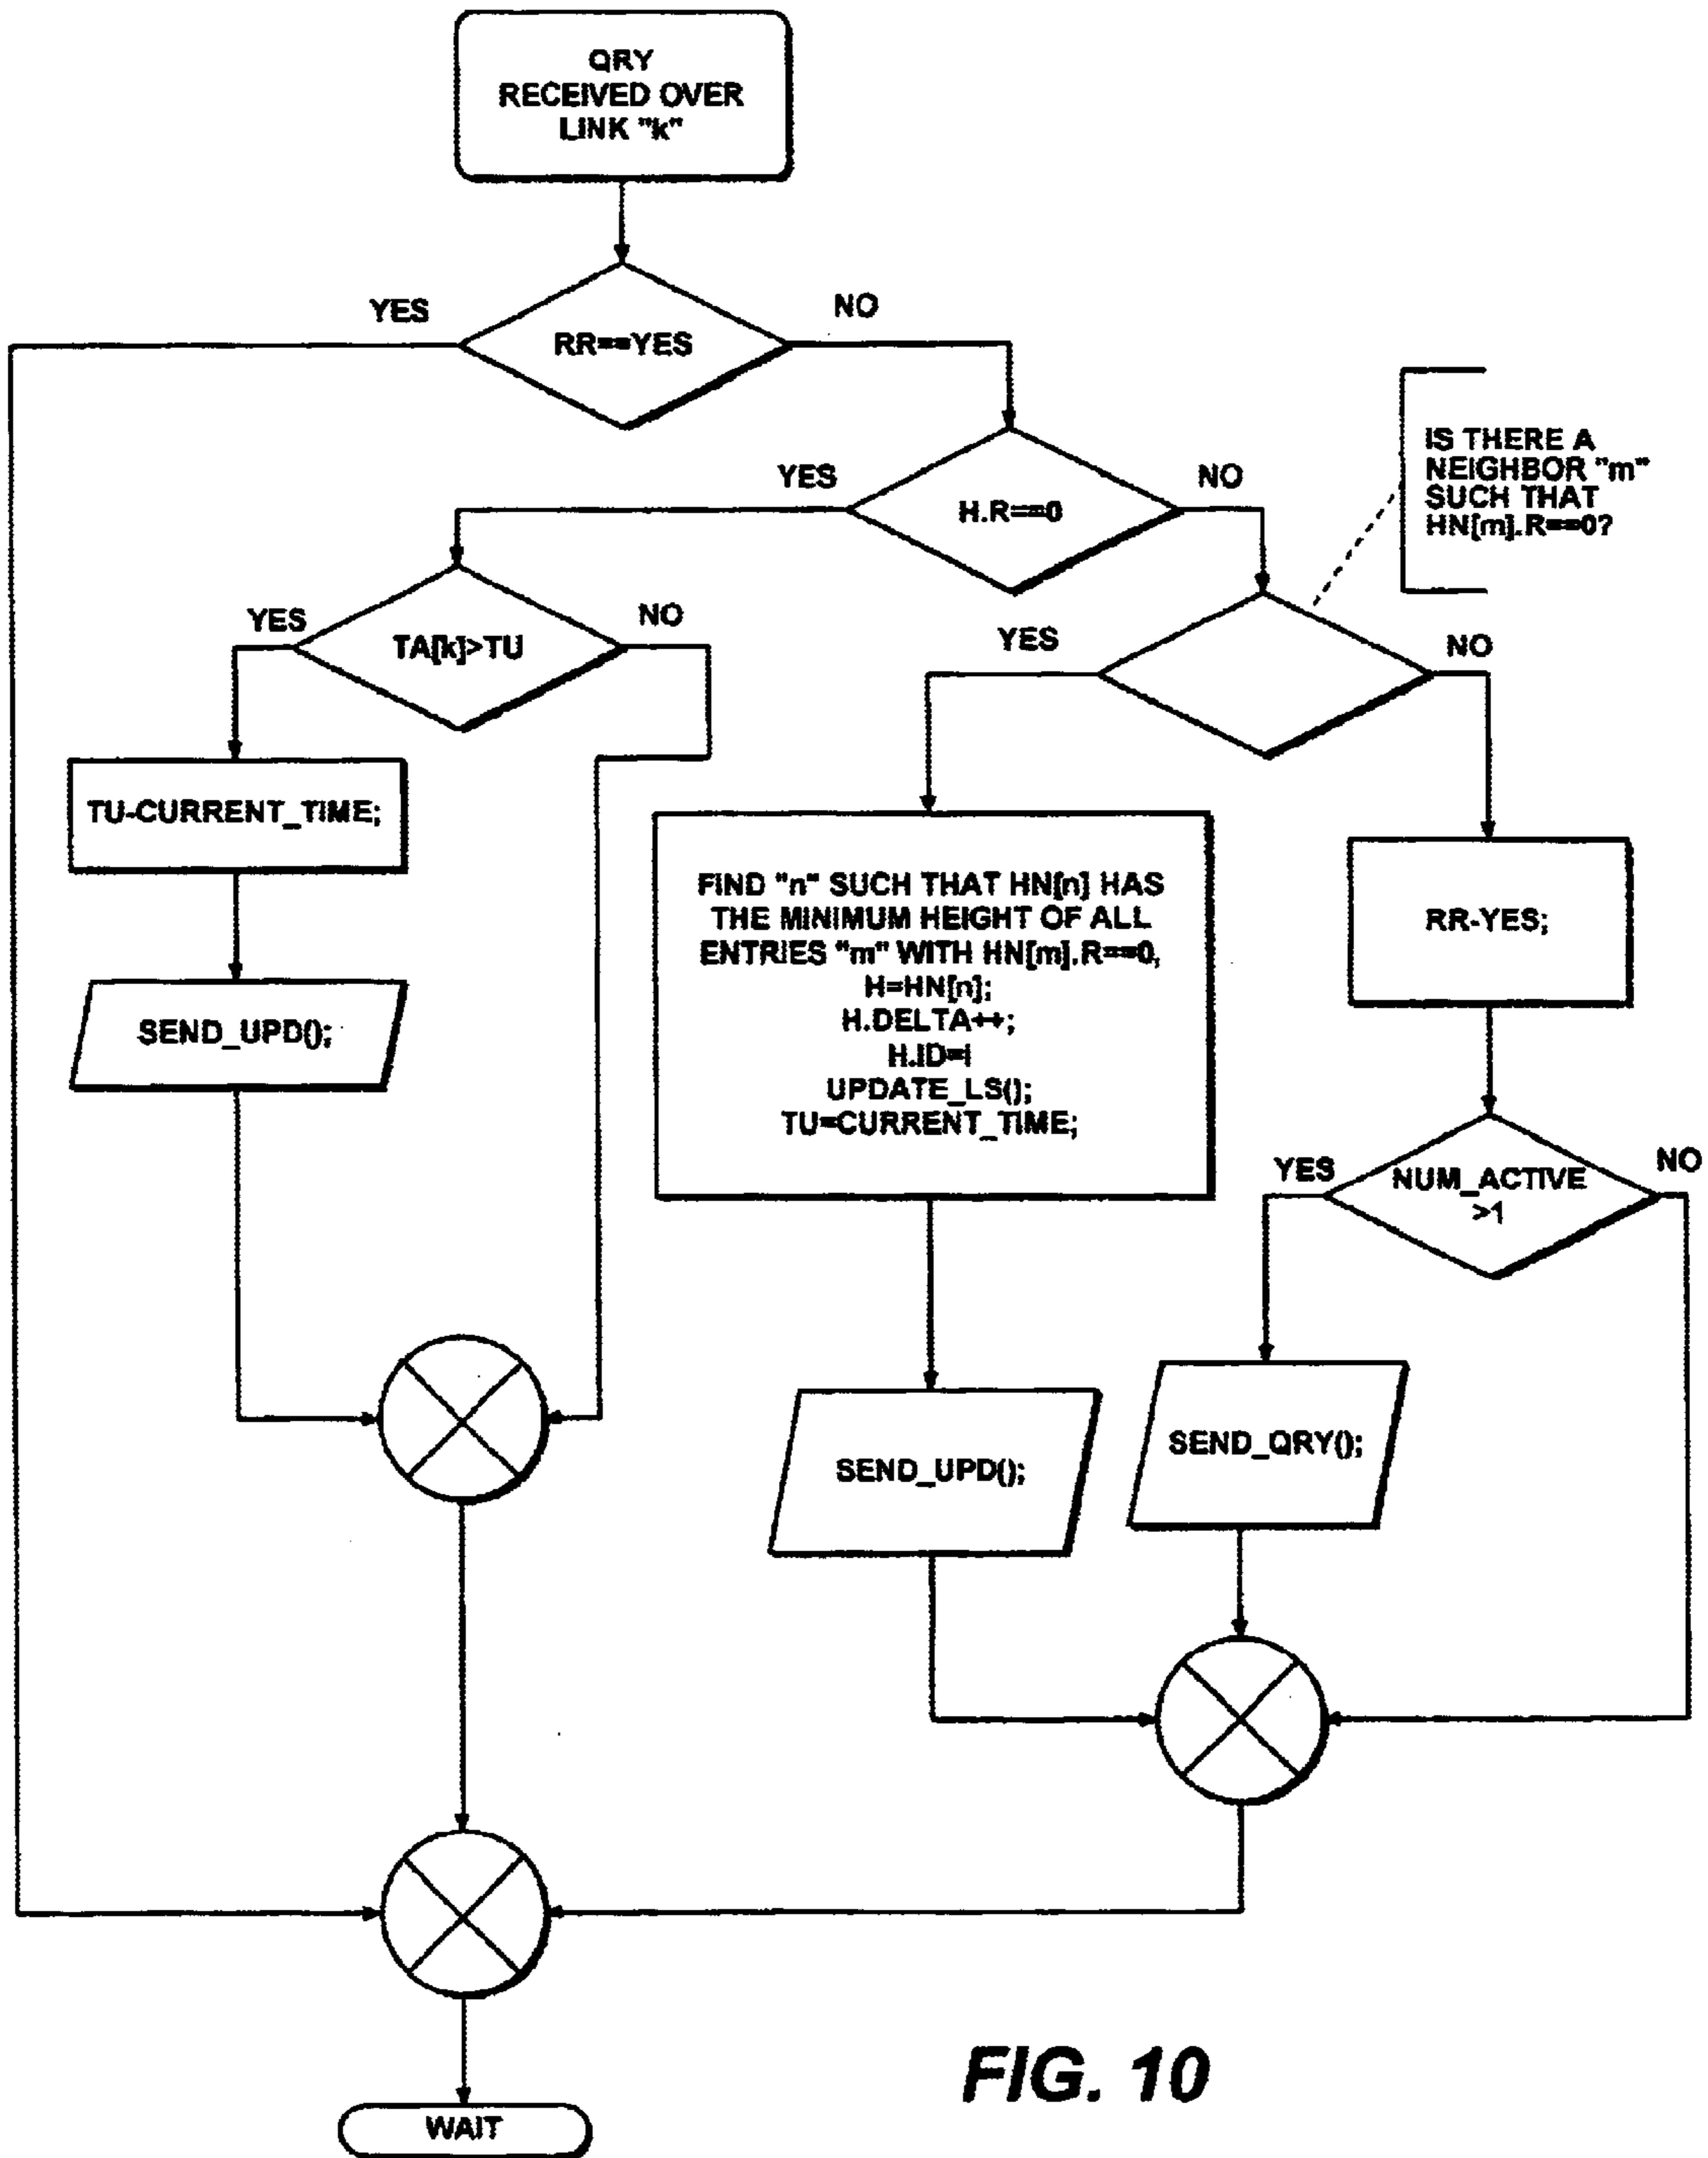 QRY
RECEIVED OVER
LINK "k"
YES
NO
RR==YES
YES
NO
H.R==0
IS THERE A
NEIGHBOR "m"
SUCH THAT
HN[m].R==0?
YES
NO
TA[k]>TU
YES
NO
TU-CURRENT_TIME;
SEND_UPD();
FIND "n" SUCH THAT HN[n] HAS
THE MINIMUM HEIGHT OF ALL
ENTRIES "m" WITH HN[m].R==0,
H=HN[n];
H.DELTA++;
H.ID=i
UPDATE_LS();
TU=CURRENT_TIME;
RR-YES;
YES
NO
NUM_ACTIVE
>1
SEND_UPD();
SEND_QRY();
WAIT
FIG. 10